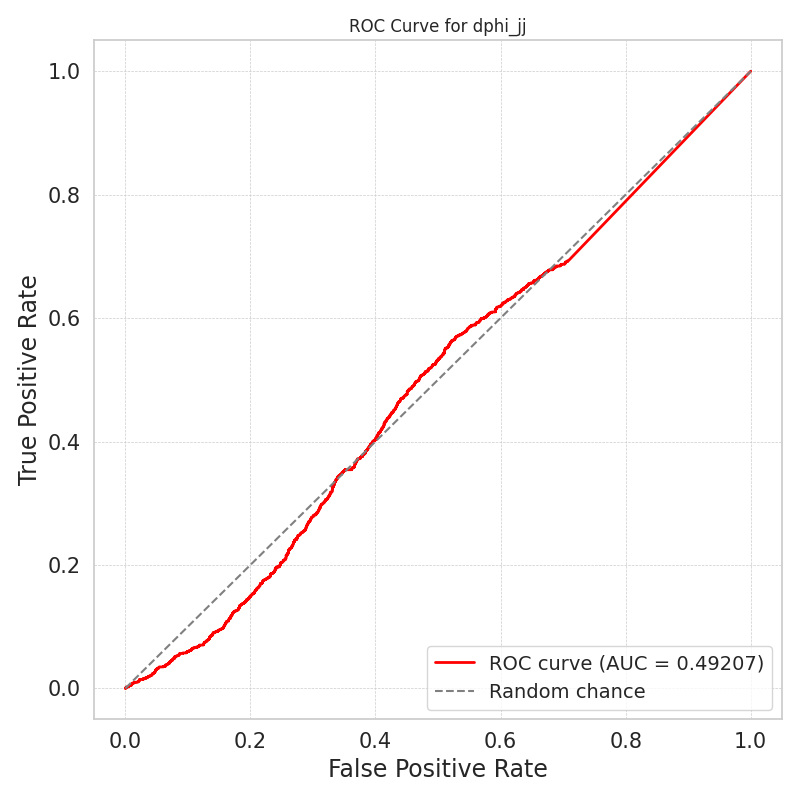 ROC Curve for dphi_jj
True Positive Rate
1.0
0.8
0.6
0.4
0.2
0.0
ROC curve (AUC = 0.49207)
Random chance
0.0 0.2 0.4 0.6 0.8 1.0
False Positive Rate